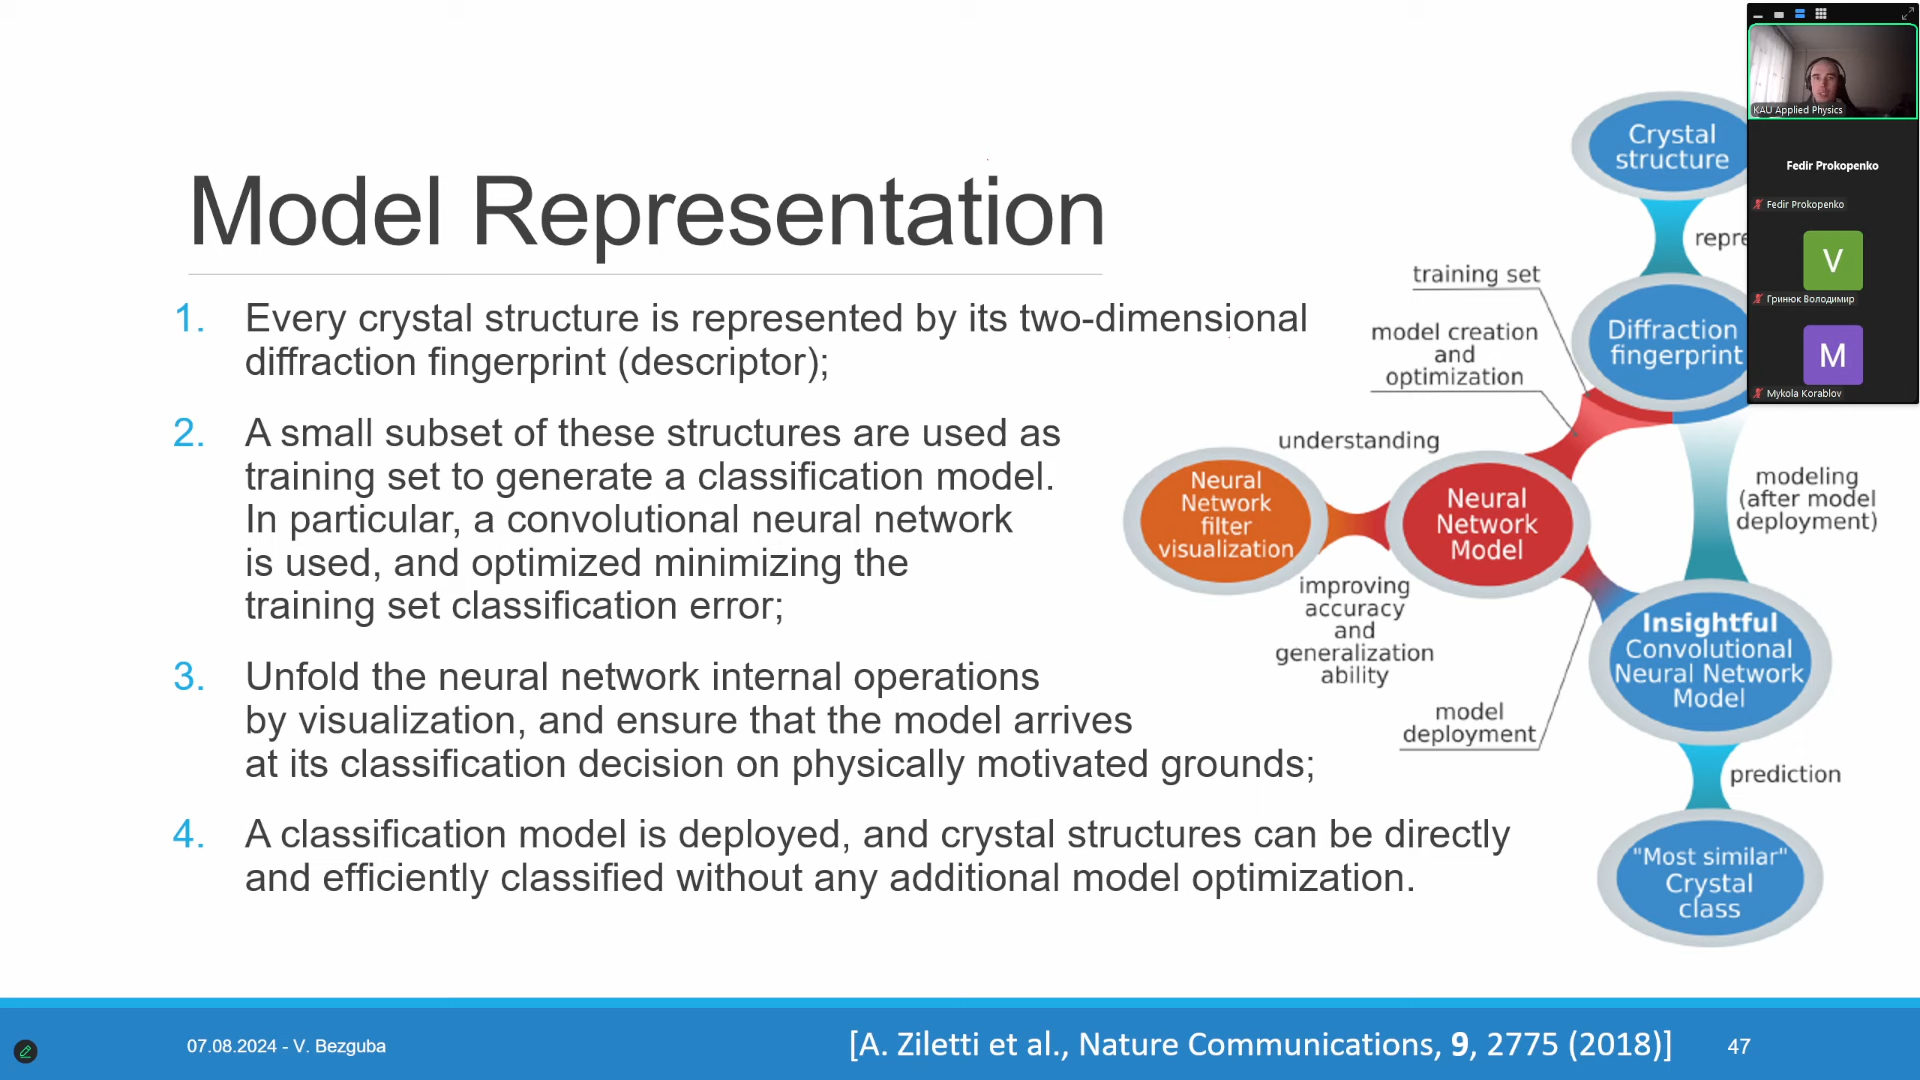 Model Representation
1. Every crystal structure is represented by its two-dimensional
diffraction fingerprint (descriptor);
2. A small subset of these structures are used as
training set to generate a classification model.
In particular, a convolutional neural network
is used, and optimized minimizing the
training set classification error;
3. Unfold the neural network internal operations
by visualization, and ensure that the model arrives
at its classification decision on physically motivated grounds;
4. A classification model is deployed, and crystal structures can be directly
and efficiently classified without any additional model optimization.
Crystal
structure
repre
training set
model creation
and
optimization
Diffraction
fingerprint
understanding
Neural
Network
filter
visualization
Neural
Network
Model
modeling
(after model
deployment)
improving
accuracy
and
generalization
ability
Insightful
Convolutional
Neural Network
Model
model
deployment
prediction
"Most similar"
Crystal
class
KAU Applied Physics
Fedir Prokopenko
Fedir Prokopenko
V
Гринюк Володимир
M
Mykola Korablov
07.08.2024 - V. Bezguba
[A. Ziletti et al., Nature Communications, 9, 2775 (2018)]
47